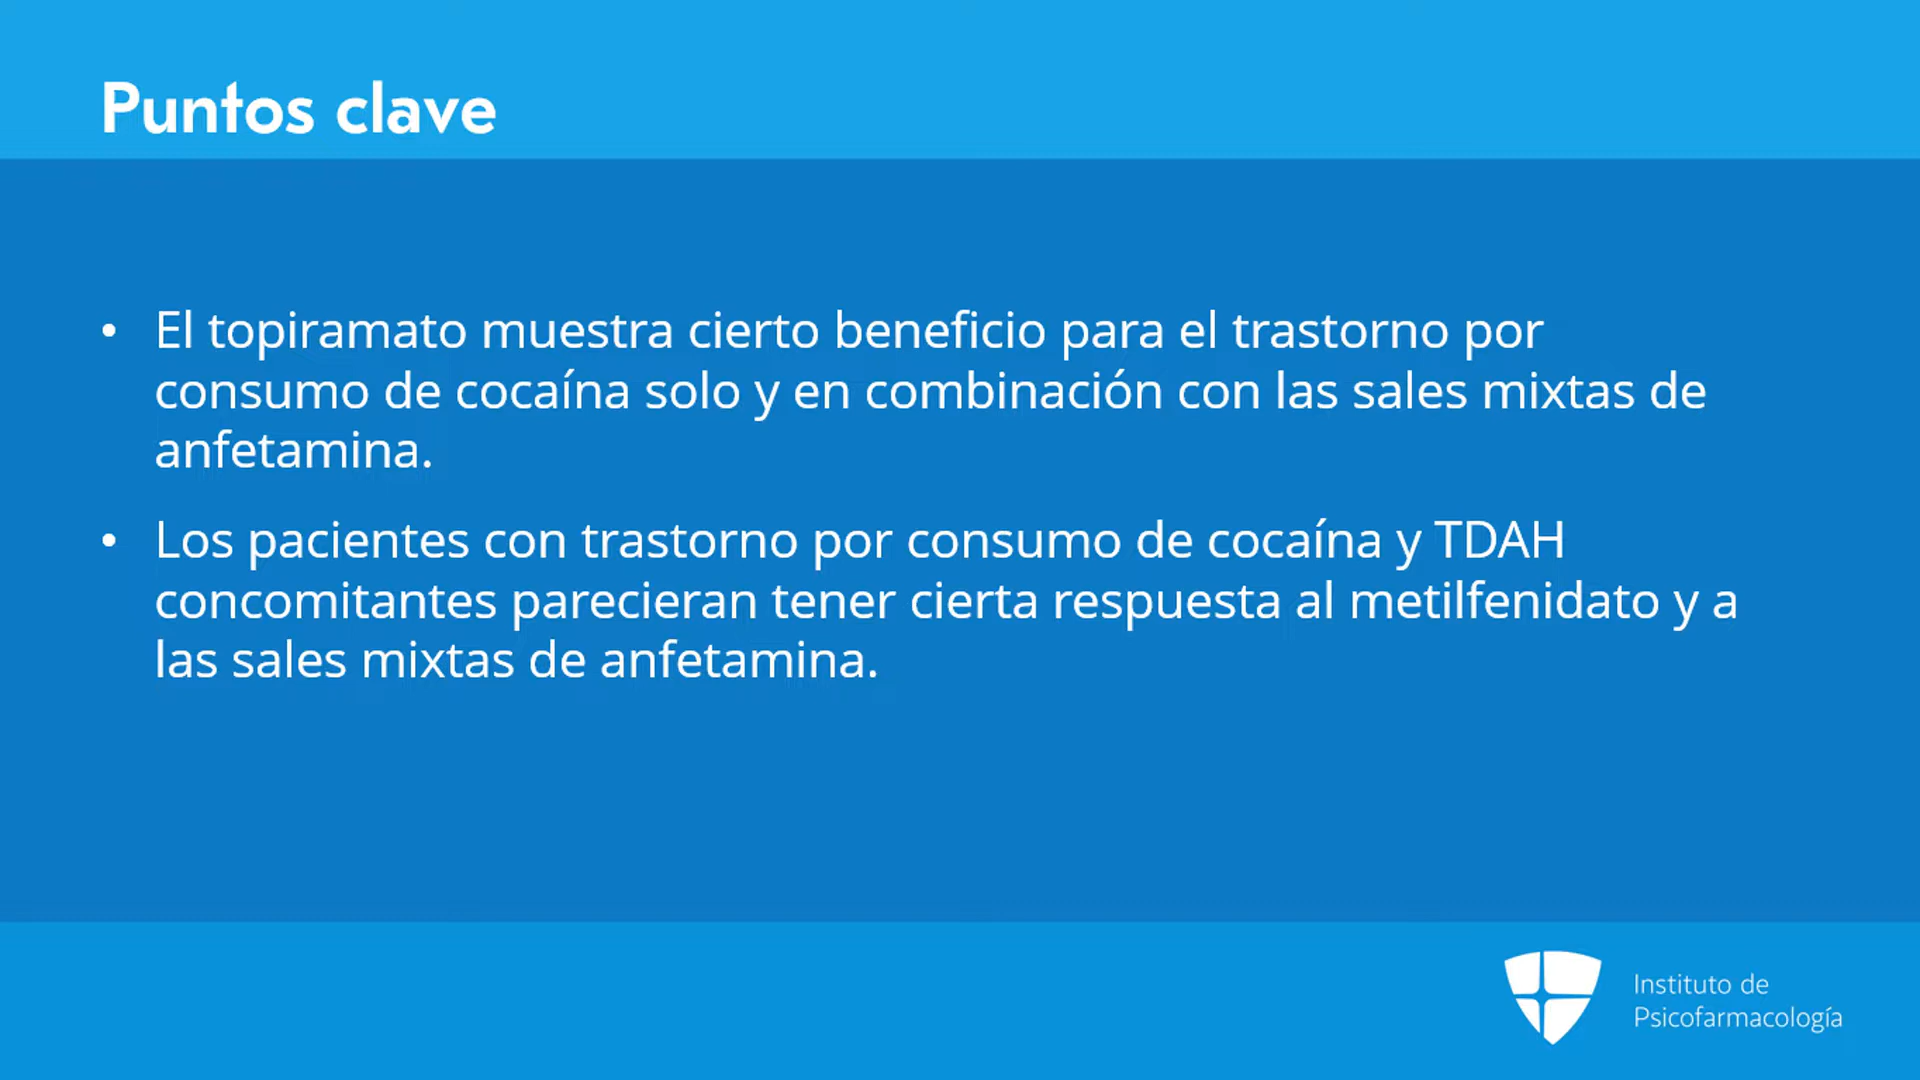 Puntos clave
• El topiramato muestra cierto beneficio para el trastorno por
consumo de cocaína solo y en combinación con las sales mixtas de
anfetamina.
• Los pacientes con trastorno por consumo de cocaína y TDAH
concomitantes parecieran tener cierta respuesta al metilfenidato y a
las sales mixtas de anfetamina.
Instituto de
Psicofarmacología